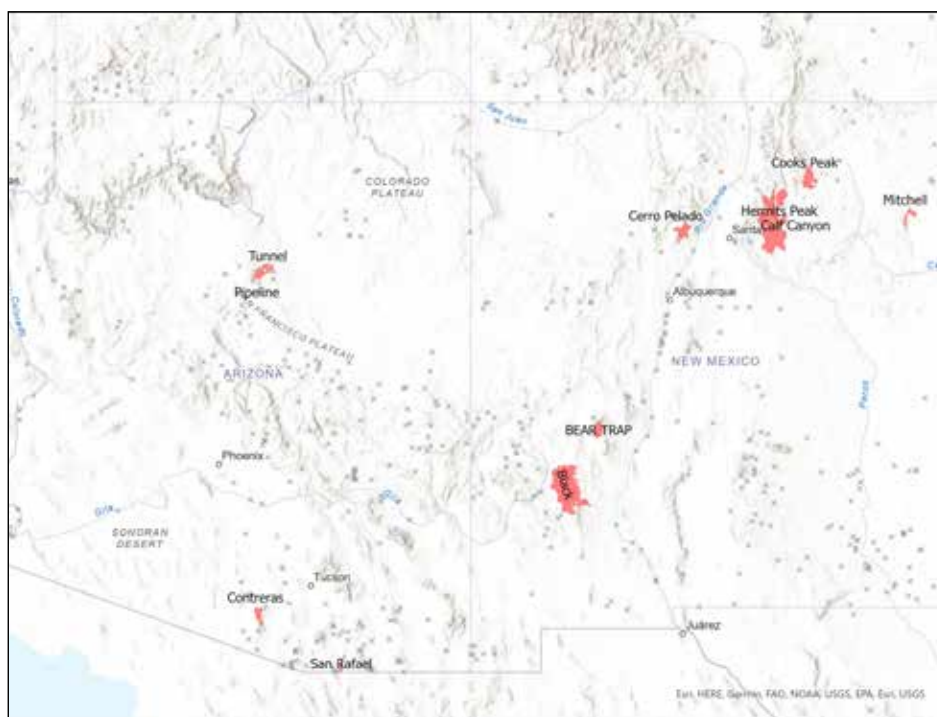 San Juan
Cooks Peak
COLORADO
PLATEAU
Mitchell
Rio Grande
Cerro Pelado
Hermits Peak
Santa
Calf Canyon
Tunnel
Pipeline
Albuquerque
Colorado
FRANCISCO PLATEAU
ARIZONA
NEW MEXICO
Pecos
BEAR TRAP
Phoenix
Black
Gila
Gila
SONORAN
DESERT
Tucson
Contreras
Juárez
San Rafael
Esri, HERE, Garmin, FAO, NOAA, USGS, EPA, Esri, USGS